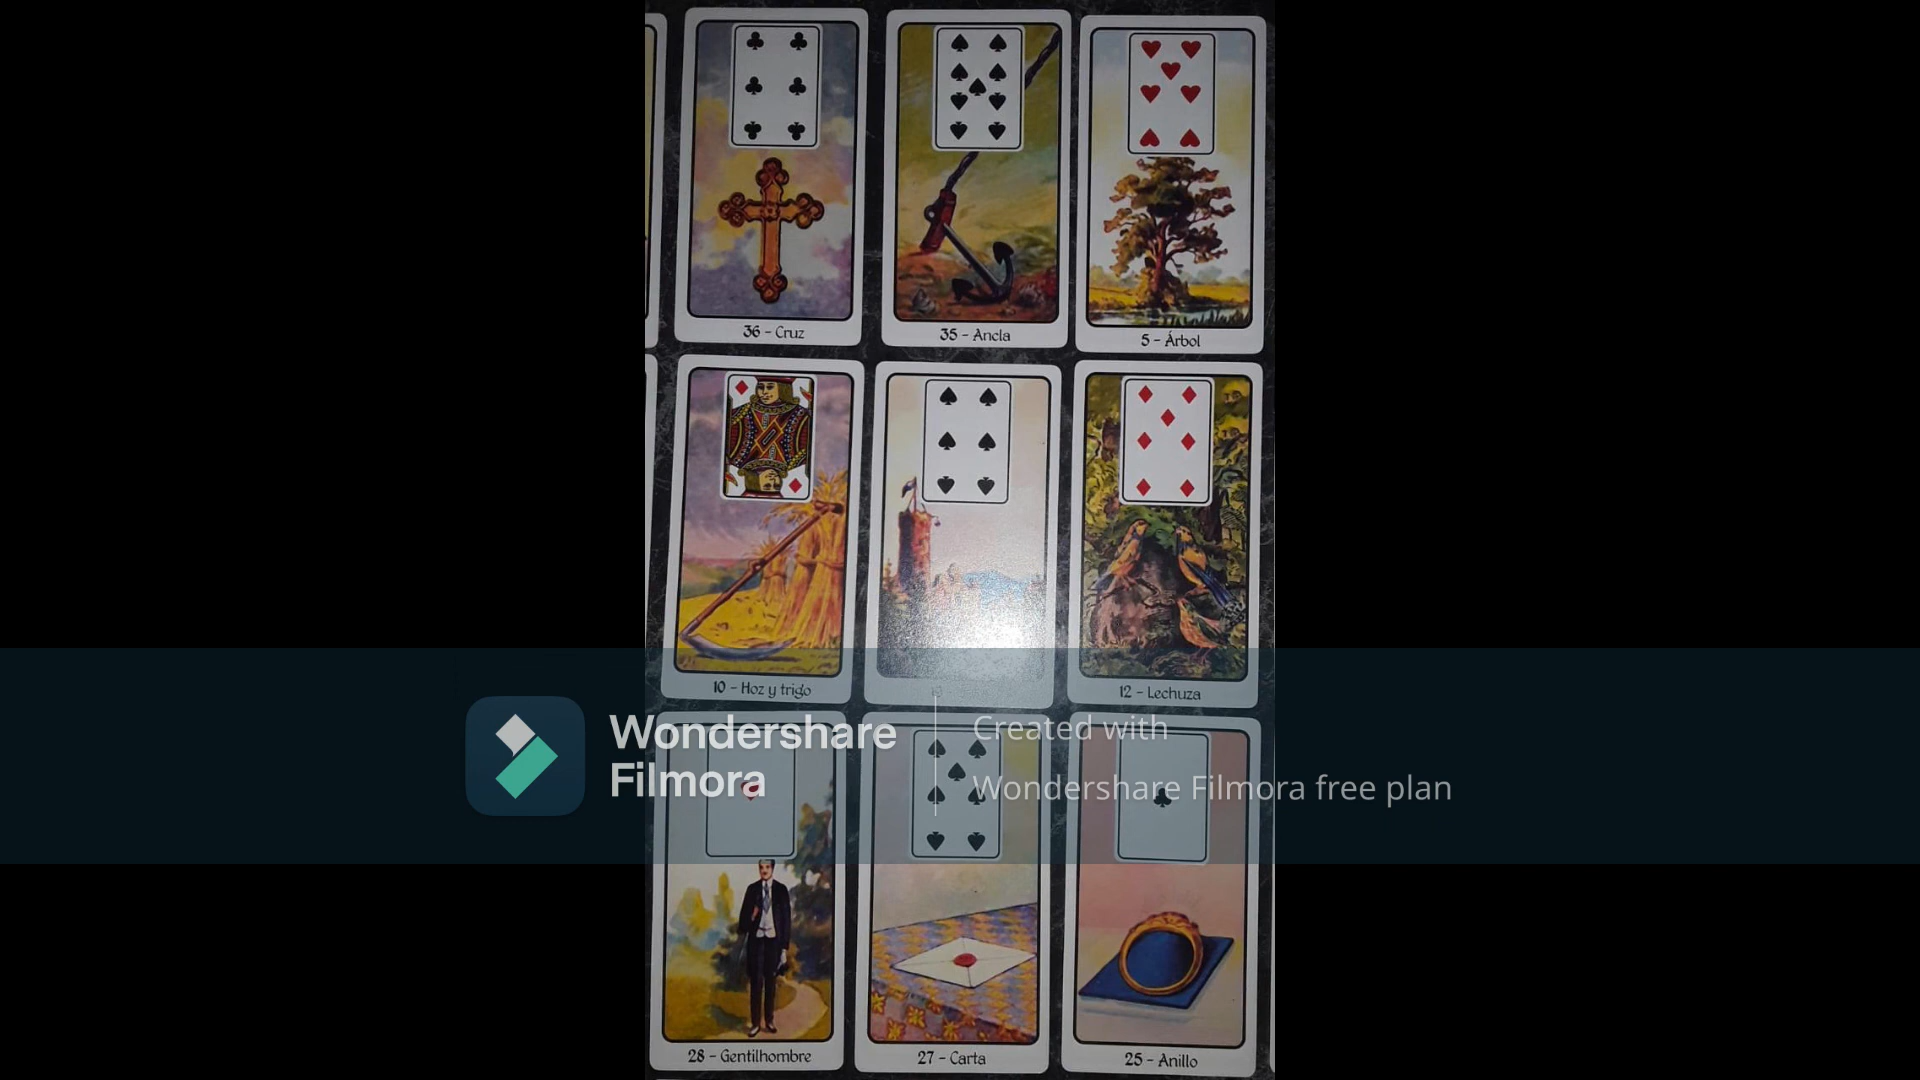 36 - Cruz
35 - Ancla
5 - Árbol
10 - Hoz y trigo
12 - Lechuza
Wondershare
Filmora
Created with
Wondershare Filmora free plan
28 - Gentilhombre
27 - Carta
25 - Anillo